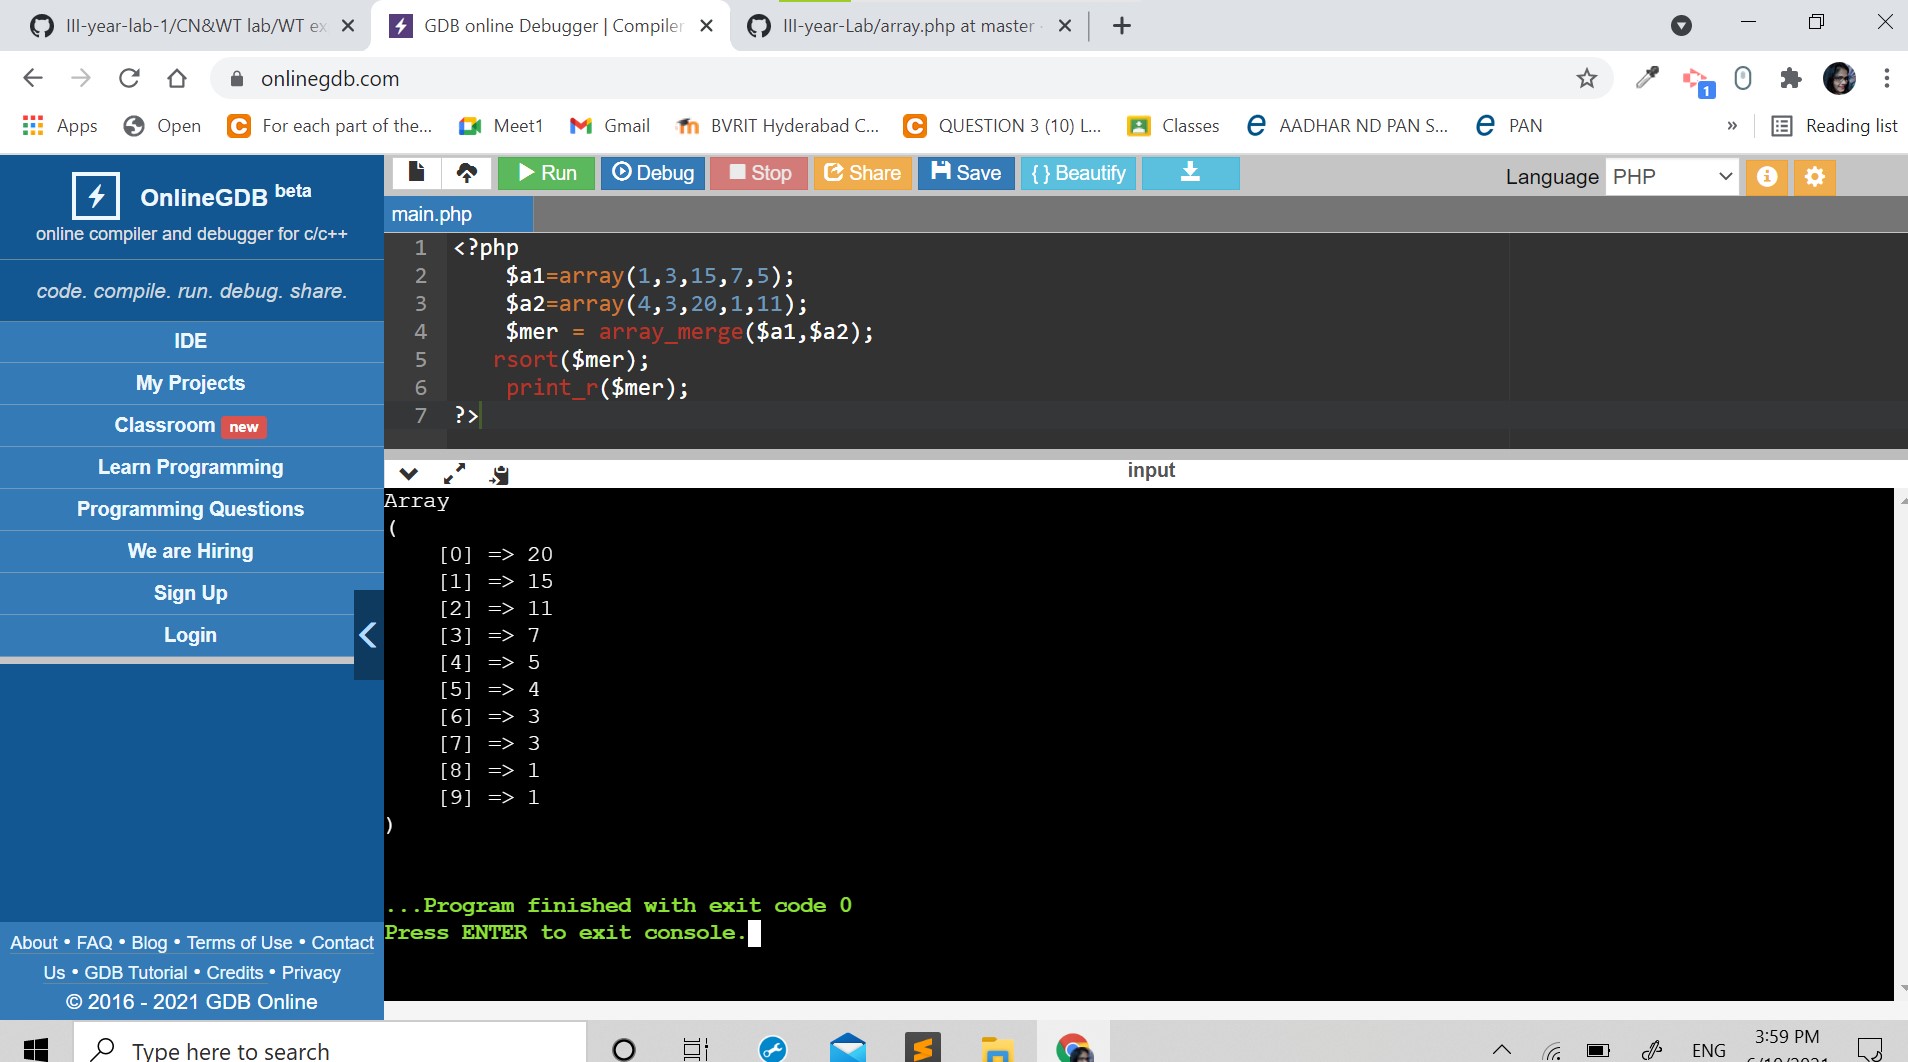 III-year-lab-1/CN&WT lab/WT ex
GDB online Debugger | Compiler
III-year-Lab/array.php at master
onlinegdb.com
1
Apps
Open
For each part of the...
Meet1
Gmail
BVRIT Hyderabad C...
QUESTION 3 (10) L...
Classes
AADHAR ND PAN S...
PAN
»
Reading list
OnlineGDB beta
online compiler and debugger for c/c++
code. compile. run. debug. share.
IDE
My Projects
Classroom new
Learn Programming
Programming Questions
We are Hiring
Sign Up
Login
About • FAQ • Blog • Terms of Use • Contact
Us • GDB Tutorial • Credits • Privacy
© 2016 - 2021 GDB Online
Run
Debug
Stop
Share
Save
{ } Beautify
Language PHP
main.php
1 <?php
2     $a1=array(1,3,15,7,5);
3     $a2=array(4,3,20,1,11);
4     $mer = array_merge($a1,$a2);
5    rsort($mer);
6     print_r($mer);
7 ?>
input
Array
(
    [0] => 20
    [1] => 15
    [2] => 11
    [3] => 7
    [4] => 5
    [5] => 4
    [6] => 3
    [7] => 3
    [8] => 1
    [9] => 1
)
...Program finished with exit code 0
Press ENTER to exit console.
Type here to search
ENG
3:59 PM